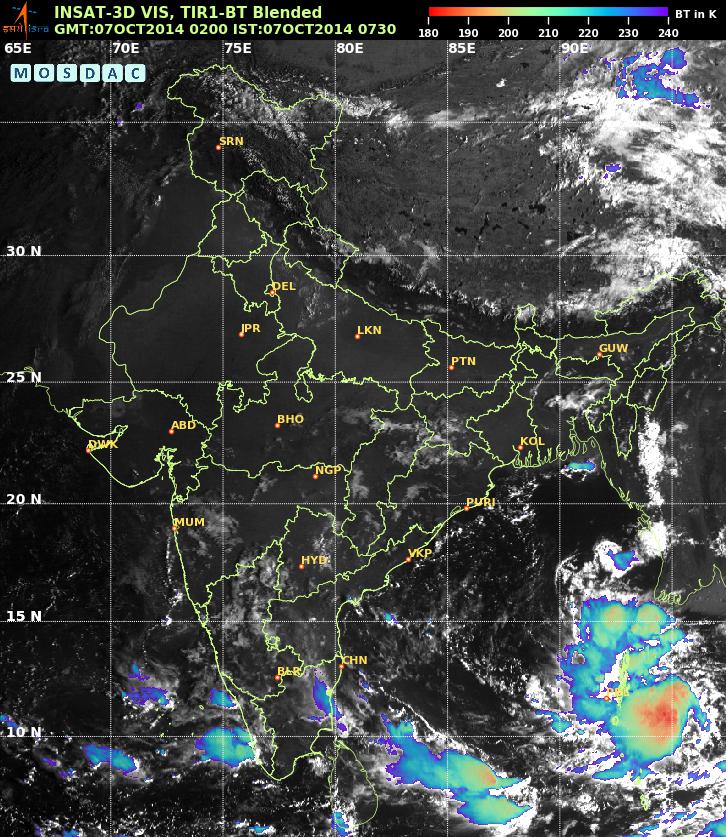 INSAT-3D VIS, TIR1-BT Blended
GMT:07OCT2014 0200 IST:07OCT2014 0730
BT in K
180 190 200 210 220 230 240
65E 70E 75E 80E 85E 90E
MOSDAC
SRN
30 N
DEL
JPR LKN
GUW
PTN
25 N
BHO
ABD
KOL
DWK
NGP
20 N
PURI
MUM
VKP
HYD
15 N
CHN
BLR
10 N